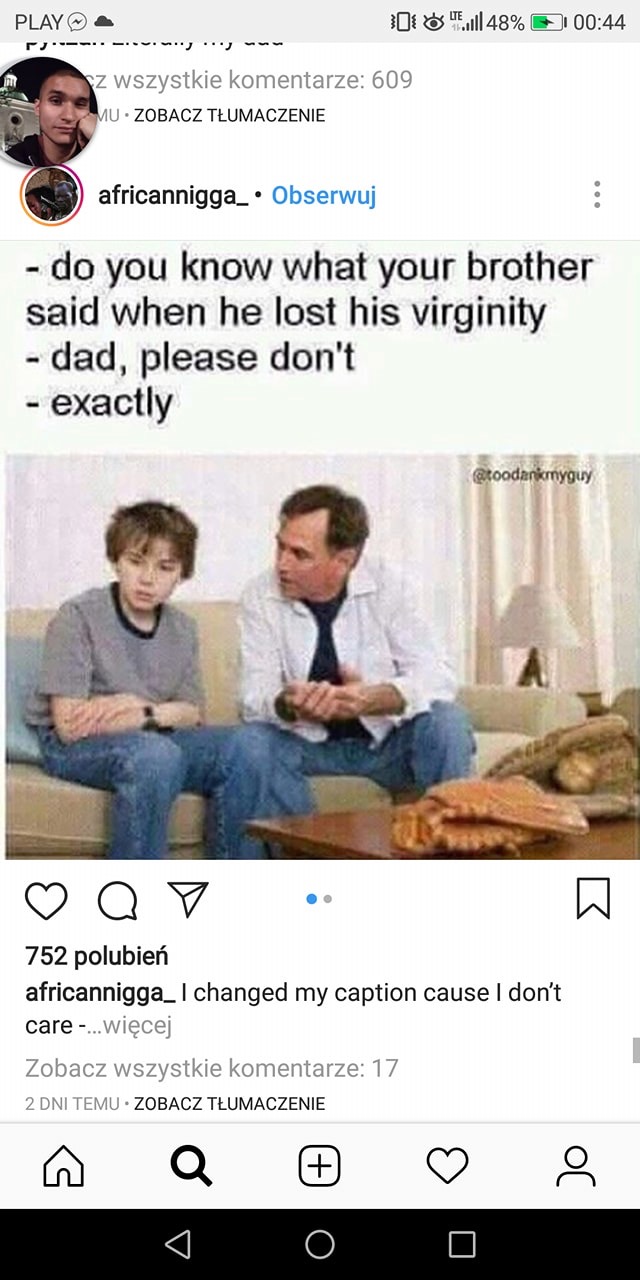 PLAY 48% 00:44
cz wszystkie komentarze: 609
MU • ZOBACZ TŁUMACZENIE
africannigga_ • Obserwuj
- do you know what your brother
said when he lost his virginity
- dad, please don't
- exactly
@toodankmyguy
752 polubień
africannigga_ I changed my caption cause I don't
care -...więcej
Zobacz wszystkie komentarze: 17
2 DNI TEMU • ZOBACZ TŁUMACZENIE